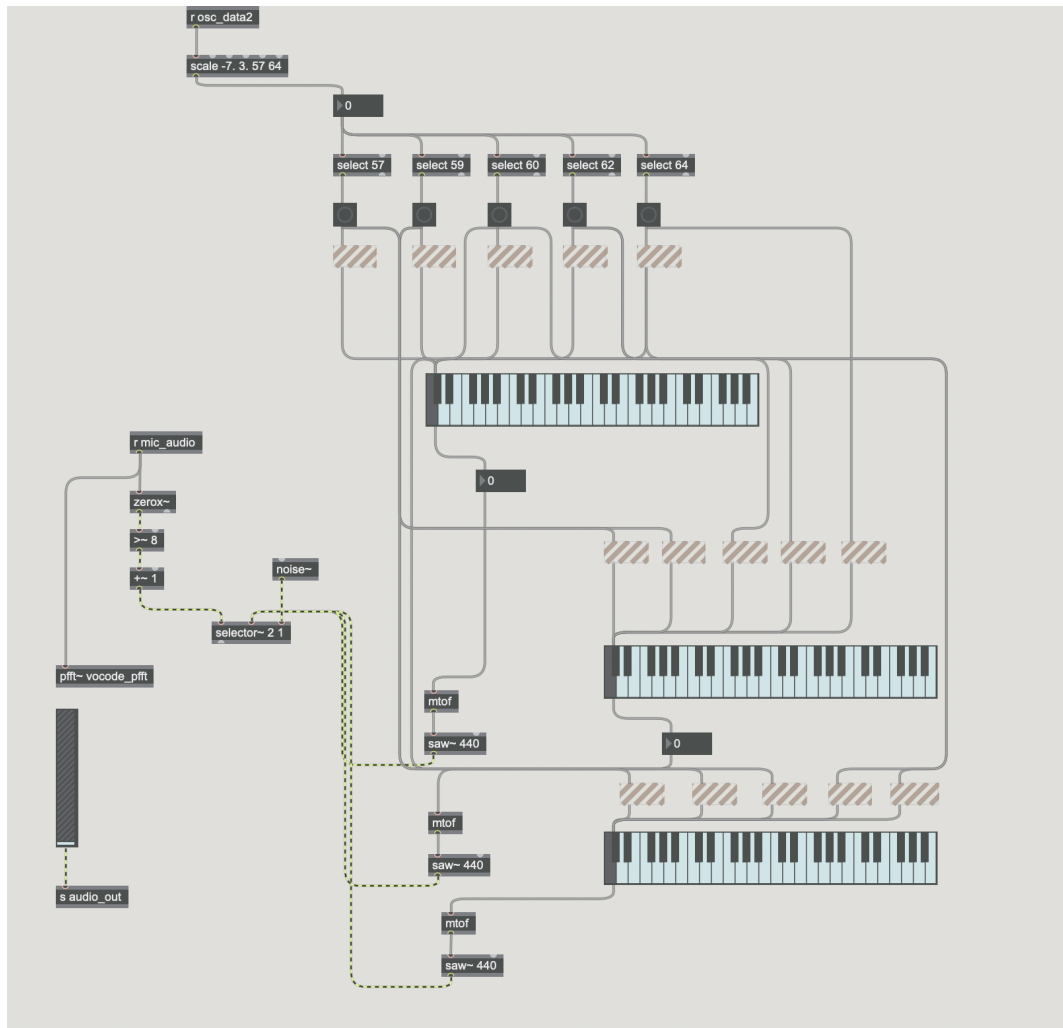 r osc_data2
scale -7. 3. 57 64
0
select 57
select 59
select 60
select 62
select 64
r mic_audio
0
zerox~
>~ 8
+~ 1
noise~
selector~ 2 1
pfft~ vocode_pfft
mtof
saw~ 440
0
mtof
saw~ 440
s audio_out
mtof
saw~ 440